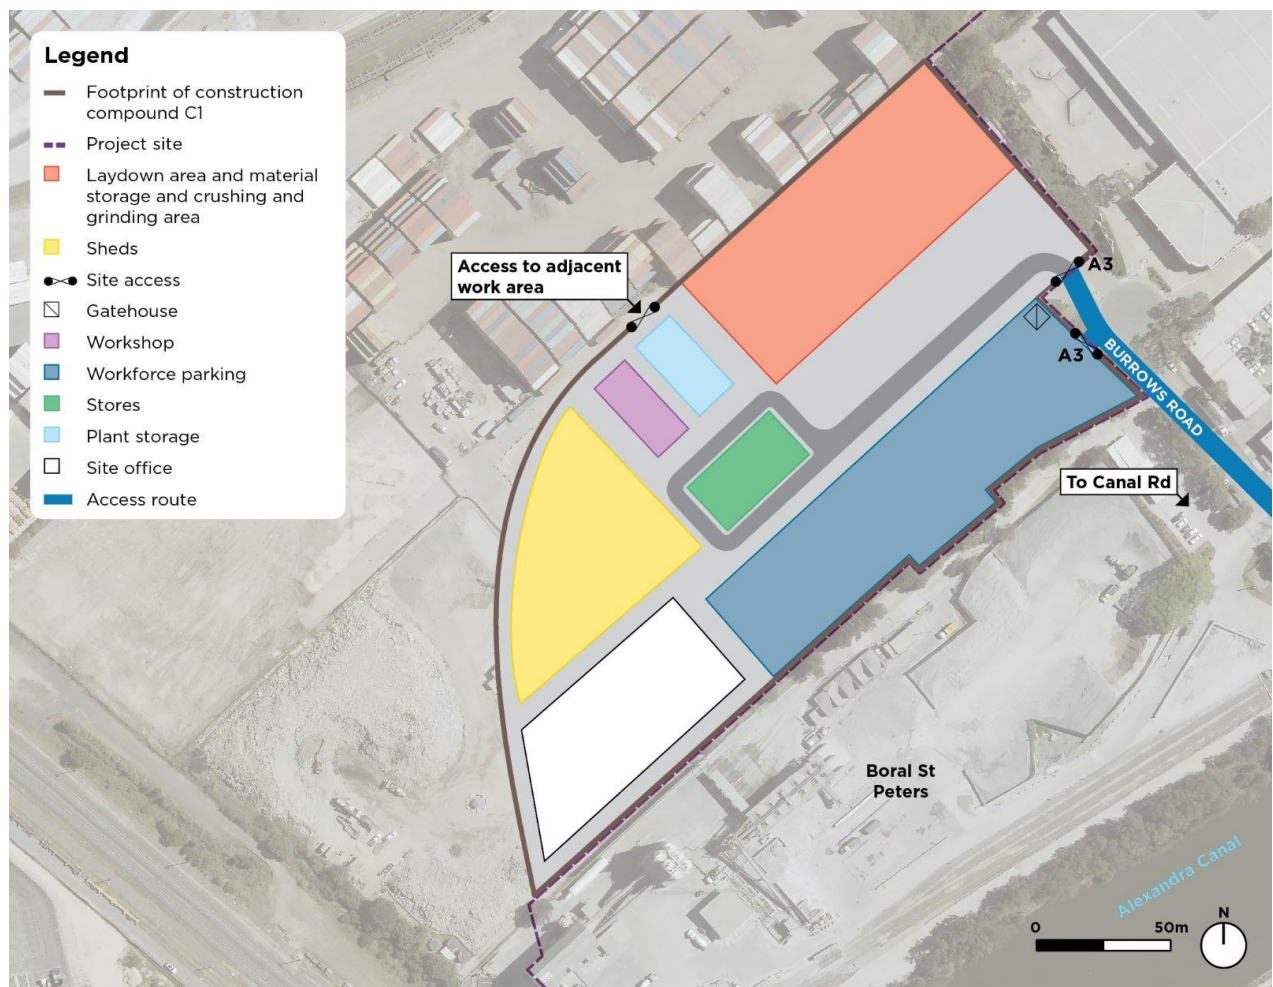 Legend
Footprint of construction
compound C1
Project site
Laydown area and material
storage and crushing and
grinding area
Sheds
Site access
Gatehouse
Workshop
Workforce parking
Stores
Plant storage
Site office
Access route
Access to adjacent
work area
A3
A3
BURROWS ROAD
To Canal Rd
Boral St
Peters
Alexandra Canal
0 50m
N